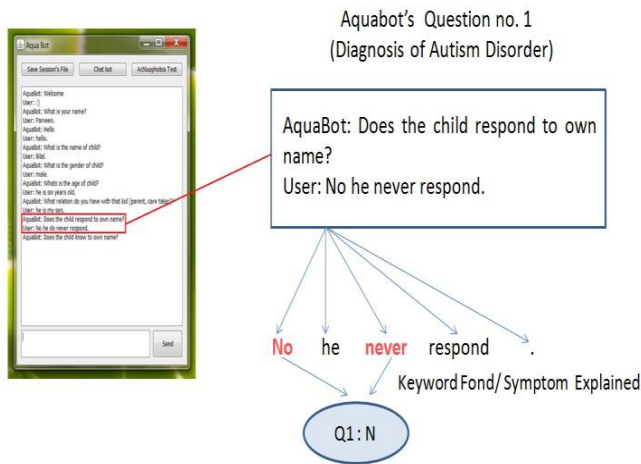 Aquabot's Question no. 1
(Diagnosis of Autism Disorder)
Aqua Bot
Save Session's File
Chat bot
Achluophobia Test
AquaBot: Welcome
User: :)
AquaBot: What is your name?
User: Parveen.
AquaBot: Hello
User: hello.
AquaBot: What is the name of child?
User: Bilal.
AquaBot: What is the gender of child?
User: male.
AquaBot: Whats is the age of child?
User: he is six years old.
AquaBot: What relation do you have with that kid (parent, care taker)?
User: he is my son.
AquaBot: Does the child respond to own name?
User: No he do never respond.
AquaBot: Does the child know to own name?
Send
AquaBot: Does the child respond to own
name?
User: No he never respond.
No he never respond .
Keyword Fond/ Symptom Explained
Q1 : N